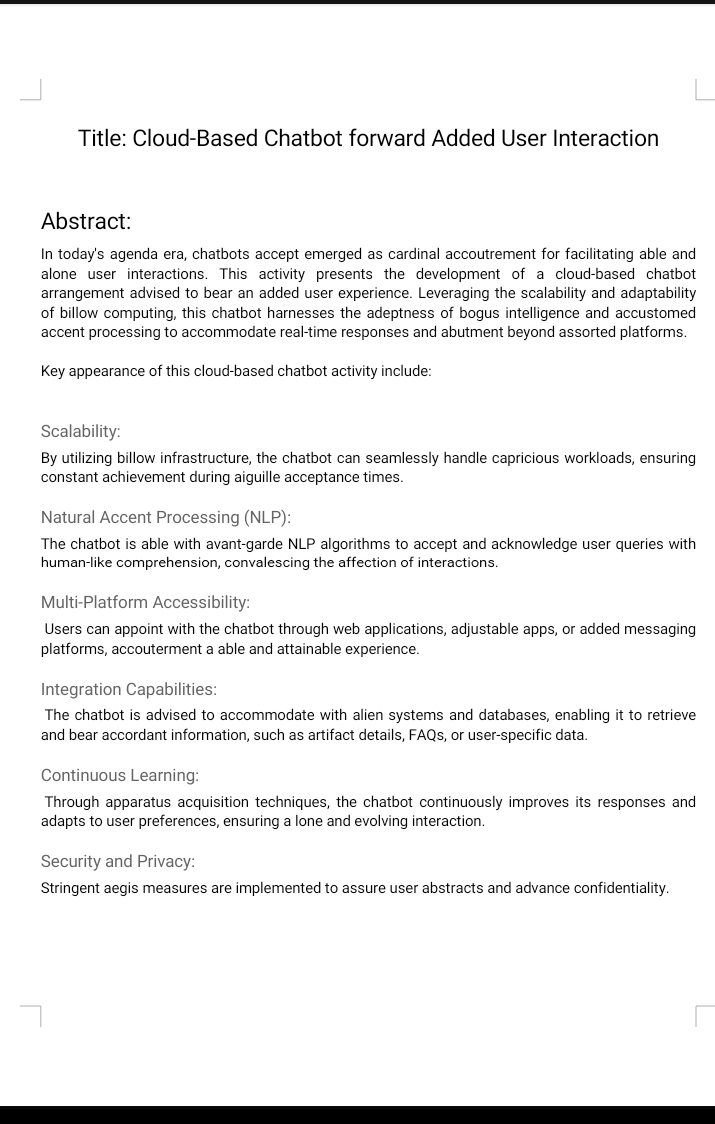 Title: Cloud-Based Chatbot forward Added User Interaction
Abstract:
In today's agenda era, chatbots accept emerged as cardinal accoutrement for facilitating able and
alone user interactions. This activity presents the development of a cloud-based chatbot
arrangement advised to bear an added user experience. Leveraging the scalability and adaptability
of billow computing, this chatbot harnesses the adeptness of bogus intelligence and accustomed
accent processing to accommodate real-time responses and abutment beyond assorted platforms.
Key appearance of this cloud-based chatbot activity include:
Scalability:
By utilizing billow infrastructure, the chatbot can seamlessly handle capricious workloads, ensuring
constant achievement during aiguille acceptance times.
Natural Accent Processing (NLP):
The chatbot is able with avant-garde NLP algorithms to accept and acknowledge user queries with
human-like comprehension, convalescing the affection of interactions.
Multi-Platform Accessibility:
Users can appoint with the chatbot through web applications, adjustable apps, or added messaging
platforms, accouterment a able and attainable experience.
Integration Capabilities:
The chatbot is advised to accommodate with alien systems and databases, enabling it to retrieve
and bear accordant information, such as artifact details, FAQs, or user-specific data.
Continuous Learning:
Through apparatus acquisition techniques, the chatbot continuously improves its responses and
adapts to user preferences, ensuring a lone and evolving interaction.
Security and Privacy:
Stringent aegis measures are implemented to assure user abstracts and advance confidentiality.